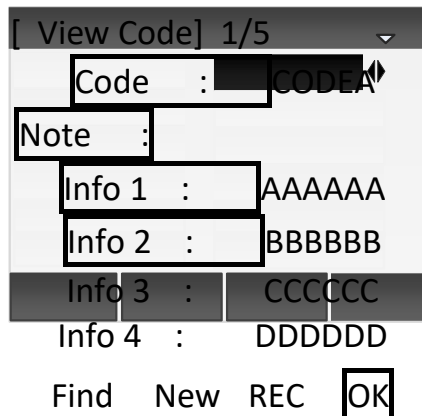 [ View Code] 1/5
Code : CODEA
Note :
Info 1 : AAAAAA
Info 2 : BBBBBB
Info 3 : CCCCCC
Info 4 : DDDDDD
Find New REC OK